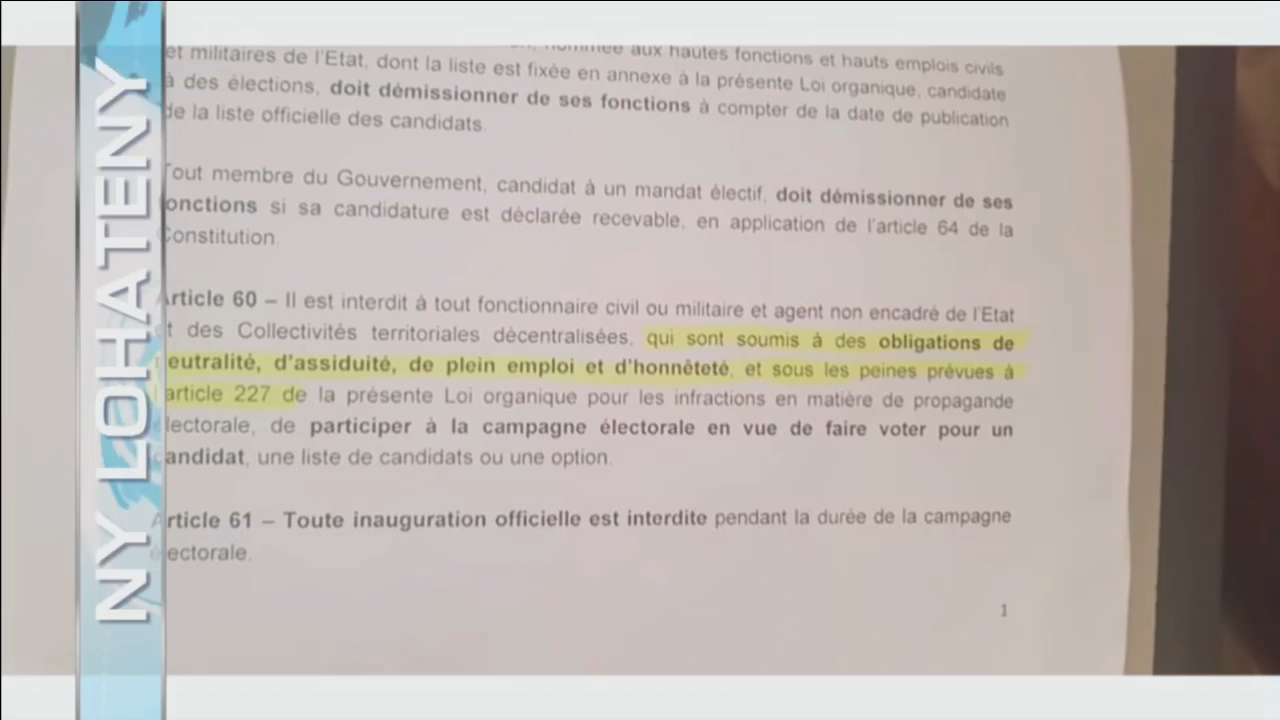 NY LOHATENY
nommée aux hautes fonctions et hauts emplois civils
et militaires de l'Etat, dont la liste est fixée en annexe à la présente Loi organique, candidate
à des élections, doit démissionner de ses fonctions à compter de la date de publication
de la liste officielle des candidats.
Tout membre du Gouvernement, candidat à un mandat électif, doit démissionner de ses
fonctions si sa candidature est déclarée recevable, en application de l'article 64 de la
Constitution.
Article 60 – Il est interdit à tout fonctionnaire civil ou militaire et agent non encadré de l'Etat
et des Collectivités territoriales décentralisées, qui sont soumis à des obligations de
neutralité, d'assiduité, de plein emploi et d'honnêteté, et sous les peines prévues à
l'article 227 de la présente Loi organique pour les infractions en matière de propagande
électorale, de participer à la campagne électorale en vue de faire voter pour un
candidat, une liste de candidats ou une option.
Article 61 – Toute inauguration officielle est interdite pendant la durée de la campagne
électorale.
1